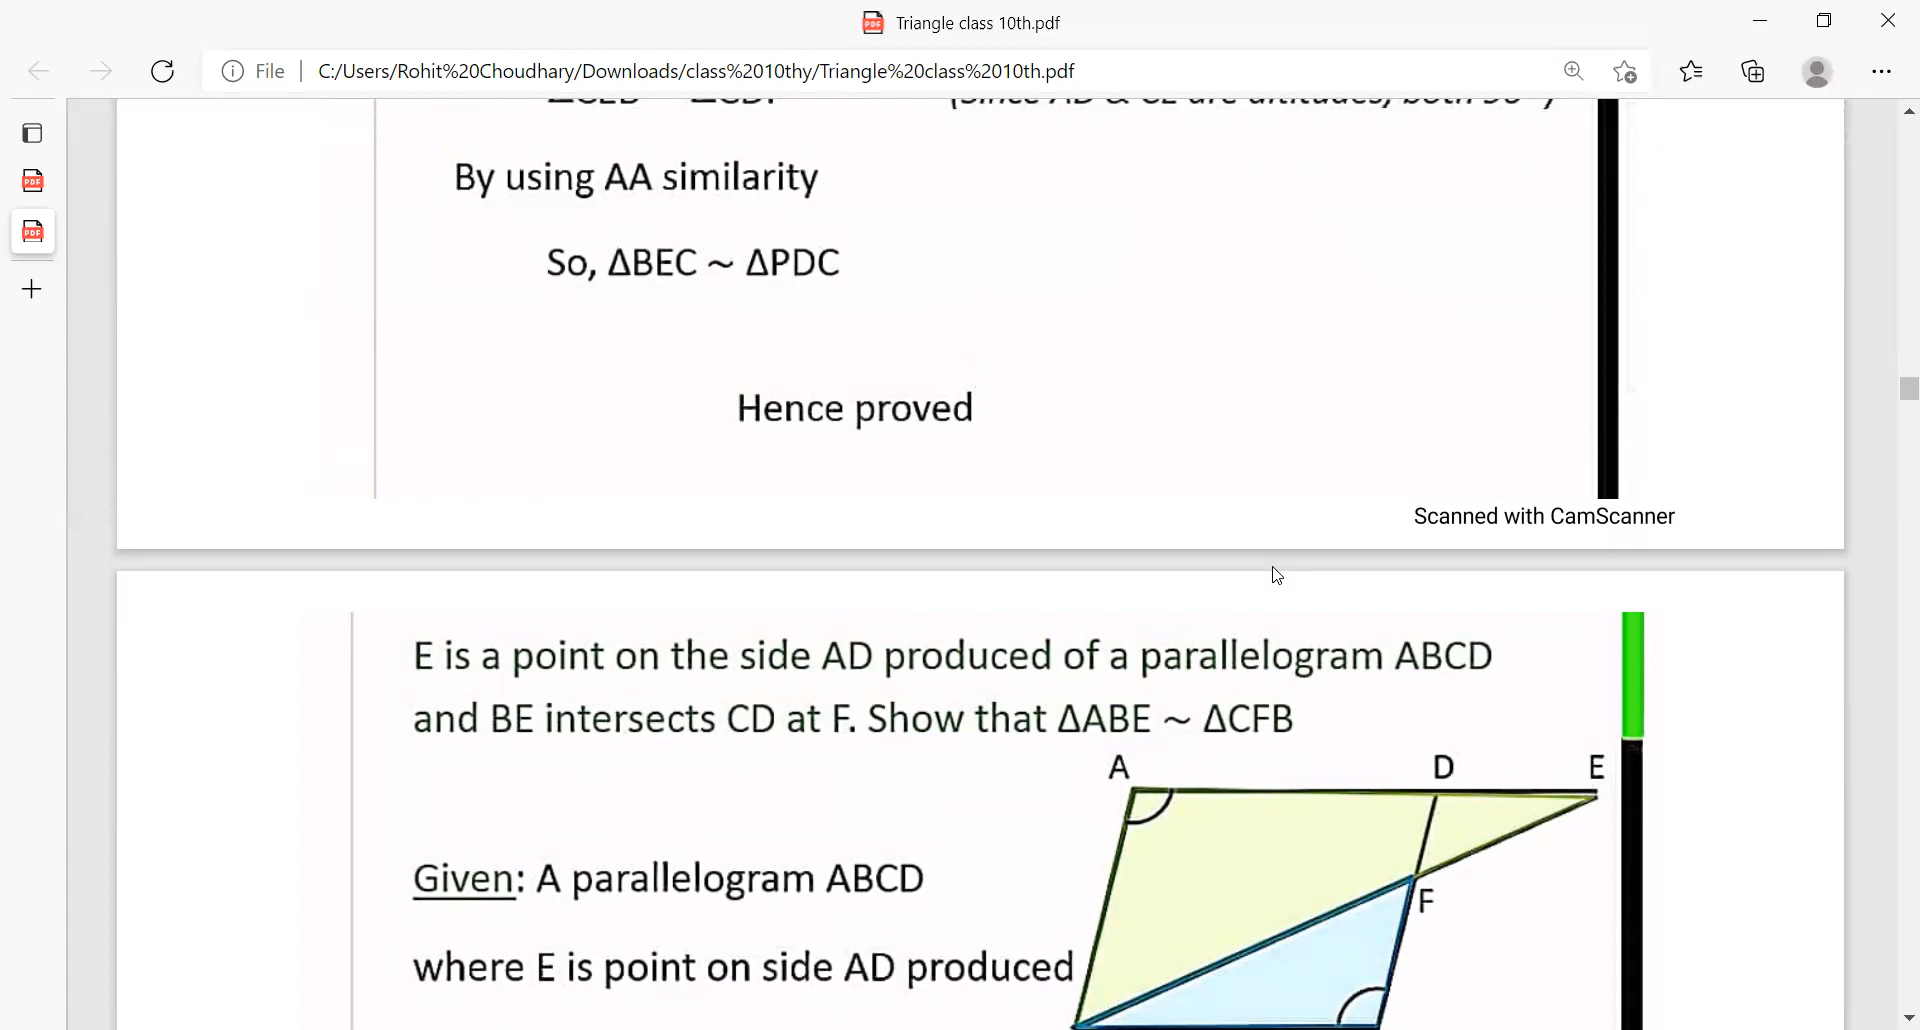 Triangle class 10th.pdf
File | C:/Users/Rohit%20Choudhary/Downloads/class%2010thy/Triangle%20class%2010th.pdf
By using AA similarity
So, ΔBEC ~ ΔPDC
Hence proved
Scanned with CamScanner
E is a point on the side AD produced of a parallelogram ABCD
and BE intersects CD at F. Show that ΔABE ~ ΔCFB
A D E
Given: A parallelogram ABCD
F
where E is point on side AD produced